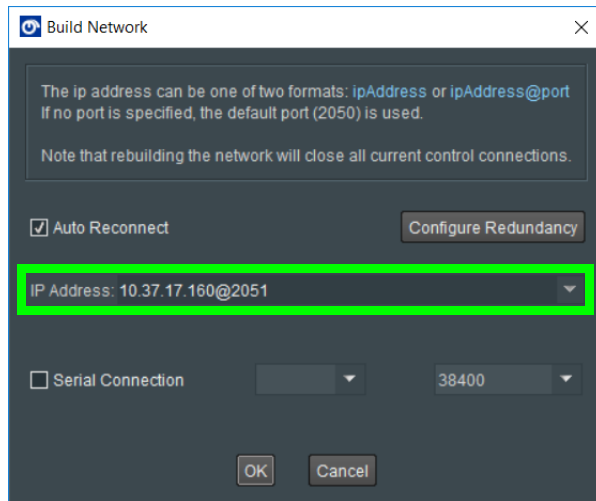 Build Network
The ip address can be one of two formats: ipAddress or ipAddress@port
If no port is specified, the default port (2050) is used.
Note that rebuilding the network will close all current control connections.
Auto Reconnect
Configure Redundancy
IP Address: 10.37.17.160@2051
Serial Connection
38400
OK
Cancel